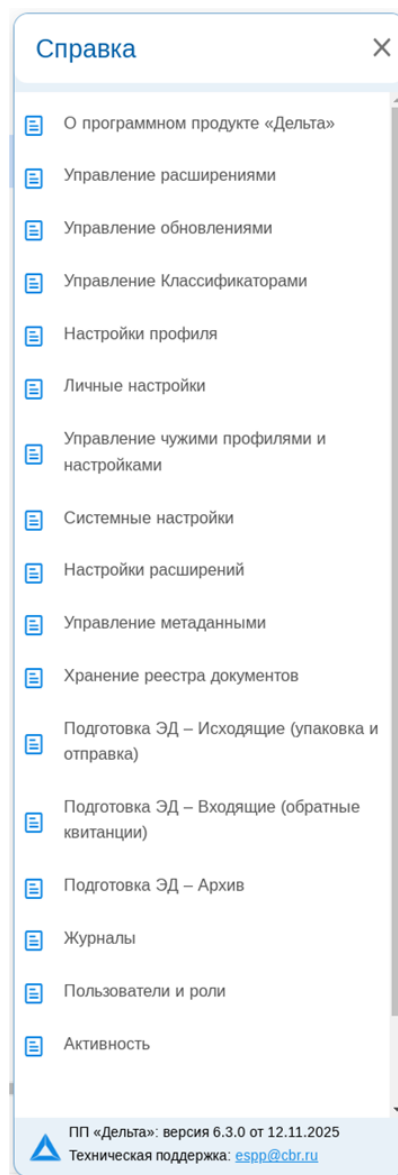 Справка
О программном продукте «Дельта»
Управление расширениями
Управление обновлениями
Управление Классификаторами
Настройки профиля
Личные настройки
Управление чужими профилями и
настройками
Системные настройки
Настройки расширений
Управление метаданными
Хранение реестра документов
Подготовка ЭД – Исходящие (упаковка и
отправка)
Подготовка ЭД – Входящие (обратные
квитанции)
Подготовка ЭД – Архив
Журналы
Пользователи и роли
Активность
ПП «Дельта»: версия 6.3.0 от 12.11.2025
Техническая поддержка: espp@cbr.ru